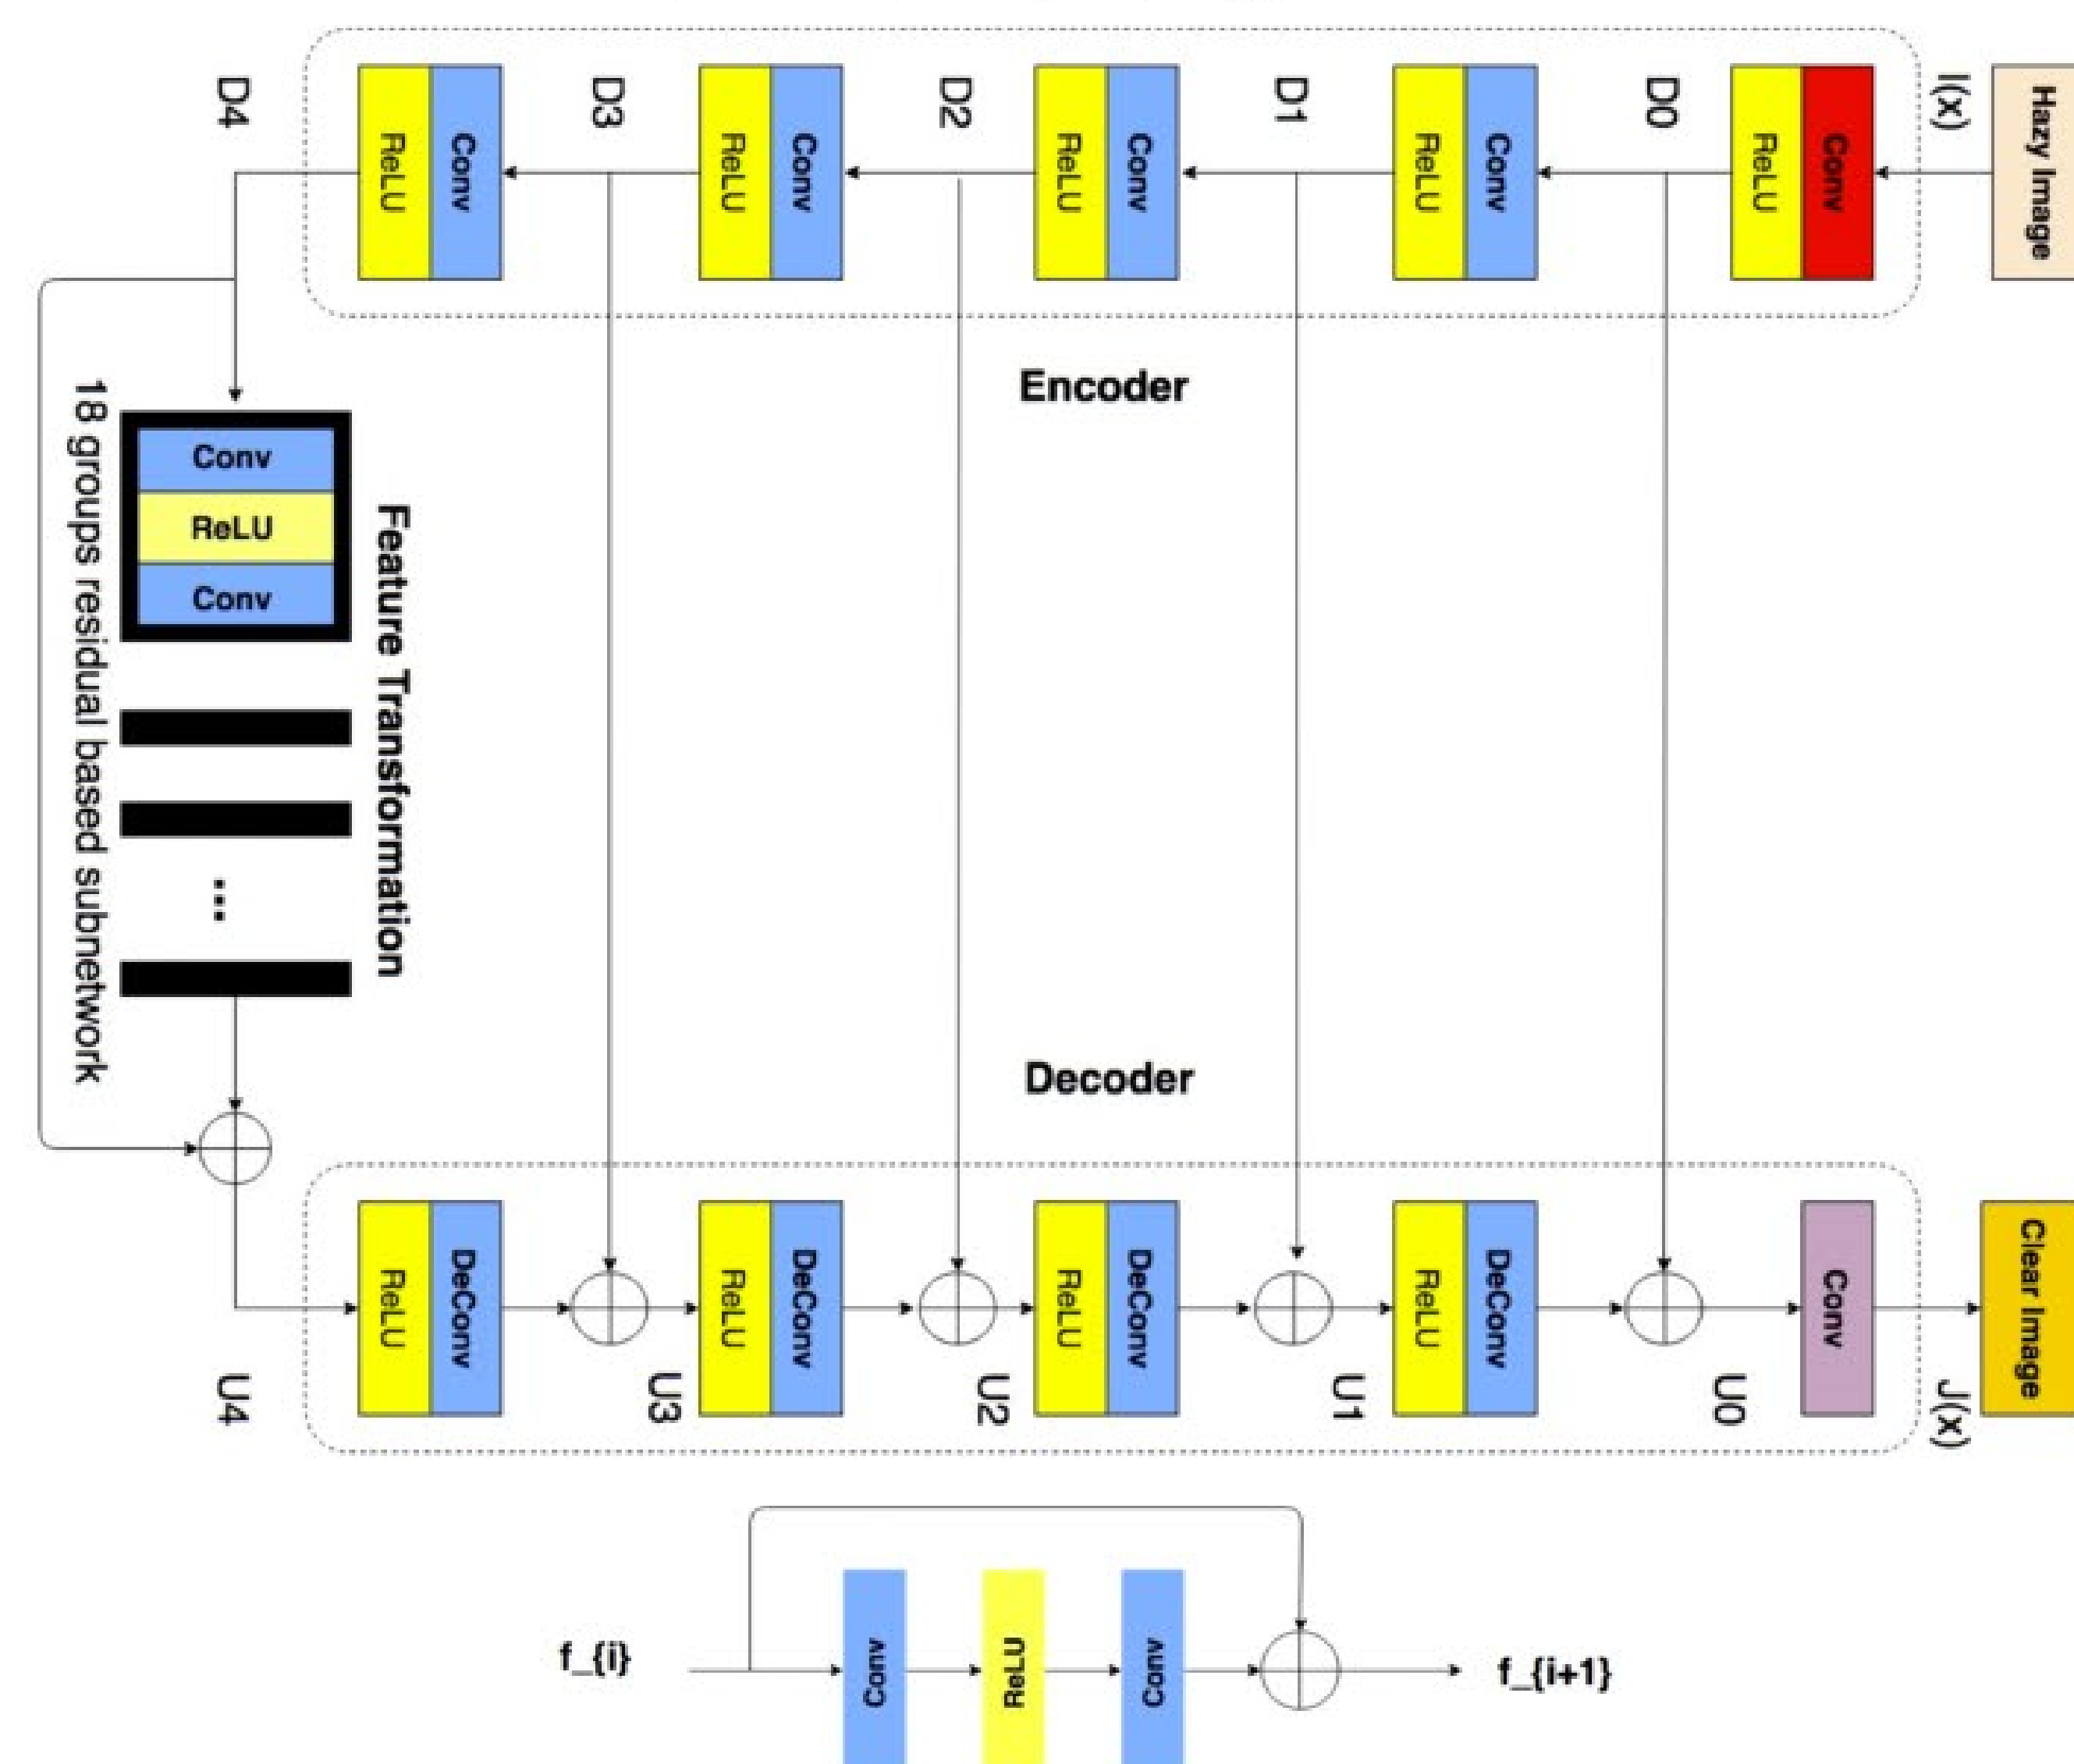 Hazy Image
I(x)
Conv
ReLU
D0
Conv
ReLU
D1
Conv
ReLU
D2
Conv
ReLU
D3
Conv
ReLU
D4
Encoder
Conv
ReLU
Conv
Feature Transformation
18 groups residual based subnetwork
...
Decoder
ReLU
DeConv
ReLU
DeConv
ReLU
DeConv
ReLU
DeConv
Conv
Clear Image
U4
U3
U2
U1
U0
J(x)
f_{i}
Conv
ReLU
Conv
f_{i+1}